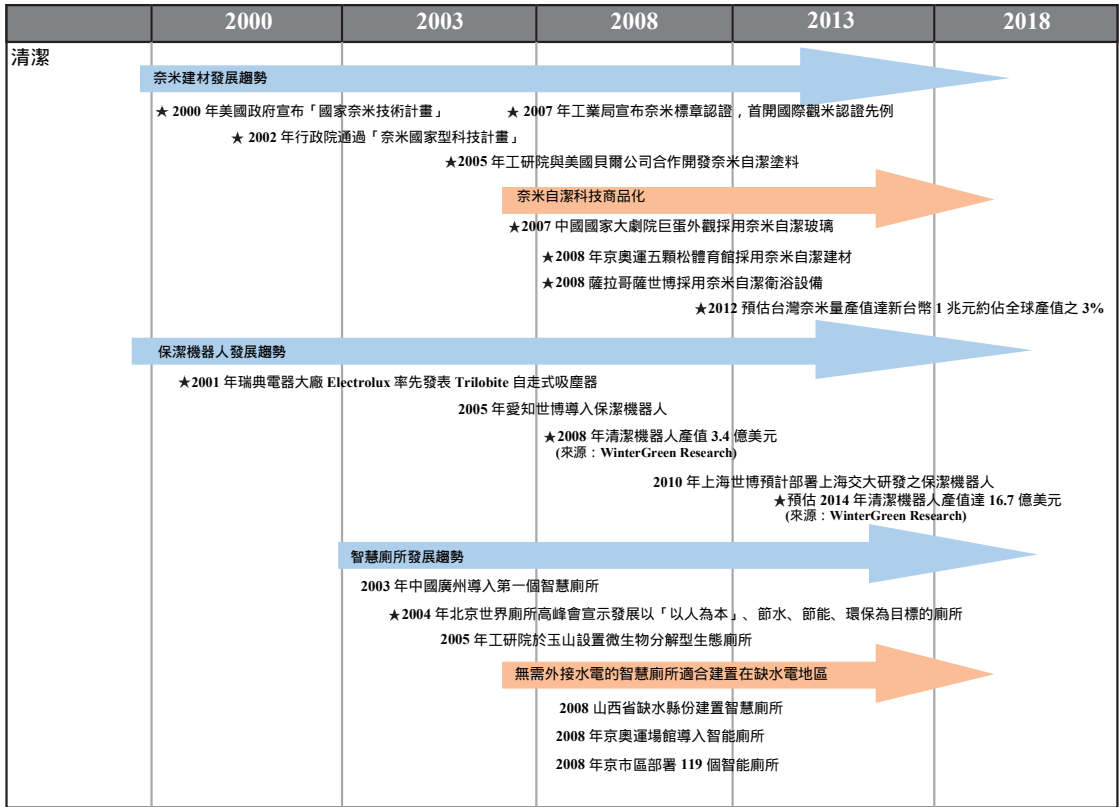 2000 2003 2008 2013 2018
清潔
奈米建材發展趨勢
★ 2000 年美國政府宣布「國家奈米技術計畫」
★ 2007 年工業局宣布奈米標章認證，首開國際觀米認證先例
★ 2002 年行政院通過「奈米國家型科技計畫」
★2005 年工研院與美國貝爾公司合作開發奈米自潔塗料
奈米自潔科技商品化
★2007 中國國家大劇院巨蛋外觀採用奈米自潔玻璃
★2008 年京奧運五顆松體育館採用奈米自潔建材
★2008 薩拉哥薩世博採用奈米自潔衛浴設備
★2012 預估台灣奈米量產值達新台幣 1 兆元約佔全球產值之 3%
保潔機器人發展趨勢
★2001 年瑞典電器大廠 Electrolux 率先發表 Trilobite 自走式吸塵器
2005 年愛知世博導入保潔機器人
★2008 年清潔機器人產值 3.4 億美元
(來源：WinterGreen Research)
2010 年上海世博預計部署上海交大研發之保潔機器人
★預估 2014 年清潔機器人產值達 16.7 億美元
(來源：WinterGreen Research)
智慧廁所發展趨勢
2003 年中國廣州導入第一個智慧廁所
★2004 年北京世界廁所高峰會宣示發展以「以人為本」、節水、節能、環保為目標的廁所
2005 年工研院於玉山設置微生物分解型生態廁所
無需外接水電的智慧廁所適合建置在缺水電地區
2008 山西省缺水縣份建置智慧廁所
2008 年京奧運場館導入智能廁所
2008 年京市區部署 119 個智能廁所